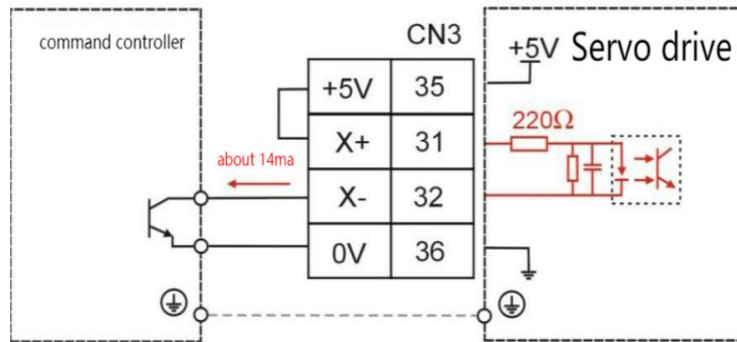 command controller
CN3
+5V
Servo drive
+5V 35
X+ 31
220Ω
about 14ma
X- 32
0V 36